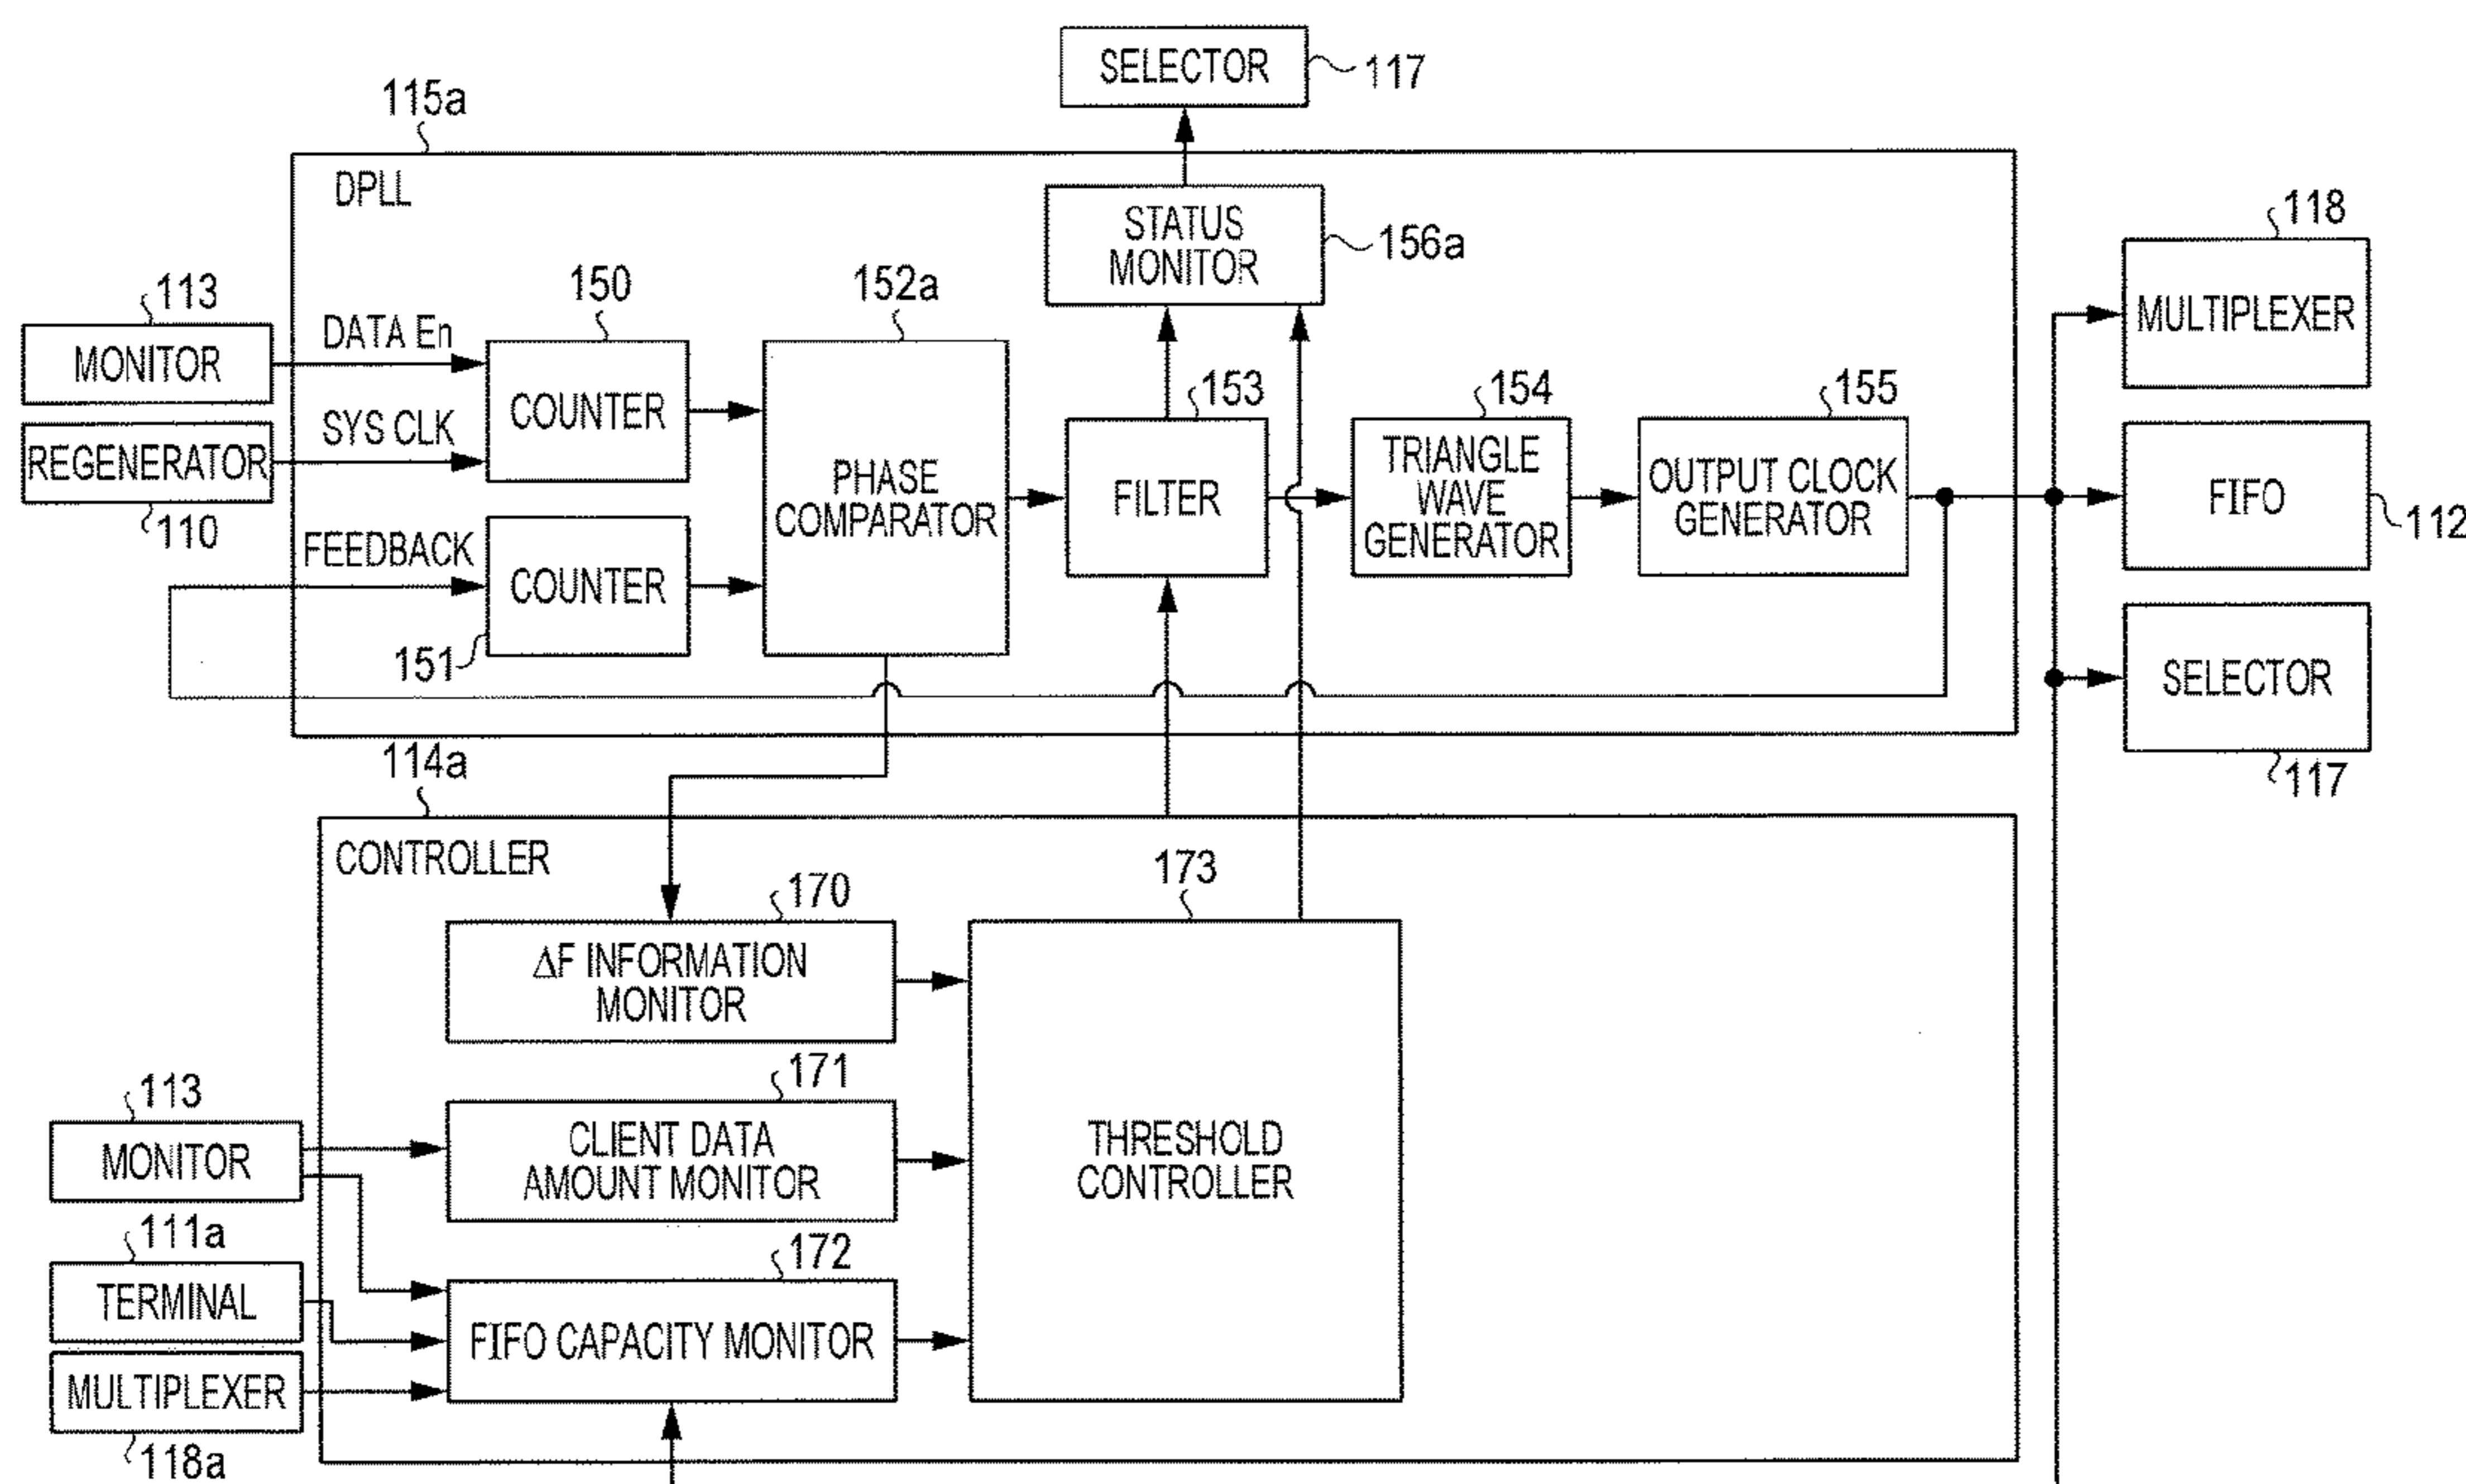 SELECTOR
117
115a
DPLL
STATUS
MONITOR
156a
118
MULTIPLEXER
113
MONITOR
DATA En
150
COUNTER
152a
PHASE
COMPARATOR
SYS CLK
REGENERATOR
110
FEEDBACK
COUNTER
151
153
FILTER
154
TRIANGLE
WAVE
GENERATOR
155
OUTPUT CLOCK
GENERATOR
FIFO
112
SELECTOR
117
114a
CONTROLLER
170
ΔF INFORMATION
MONITOR
173
THRESHOLD
CONTROLLER
113
MONITOR
171
CLIENT DATA
AMOUNT MONITOR
111a
TERMINAL
172
FIFO CAPACITY MONITOR
MULTIPLEXER
118a